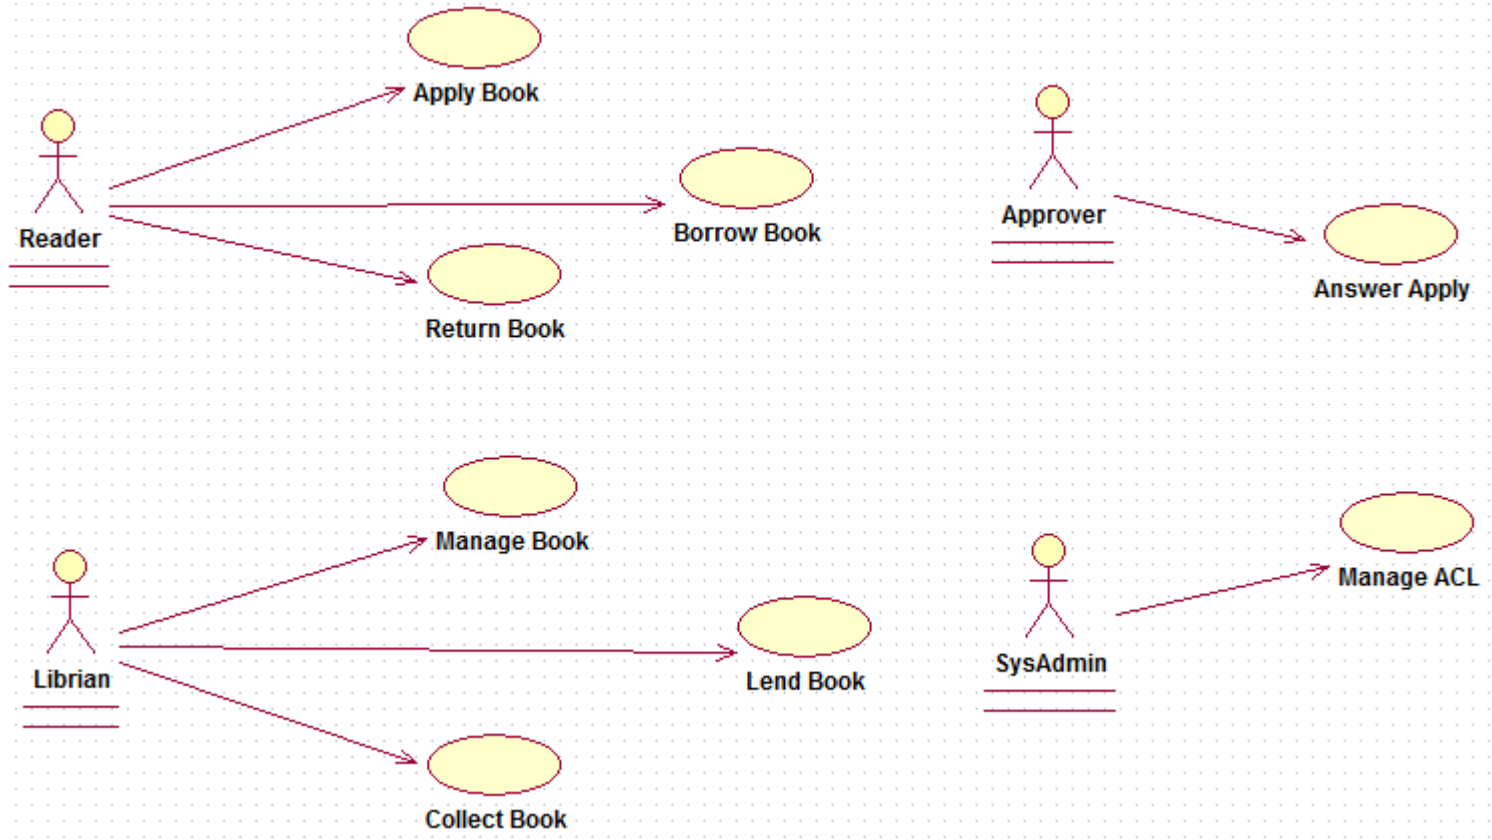 Apply Book
Reader
Borrow Book
Return Book
Approver
Answer Apply
Manage Book
Librian
Lend Book
Collect Book
Manage ACL
SysAdmin